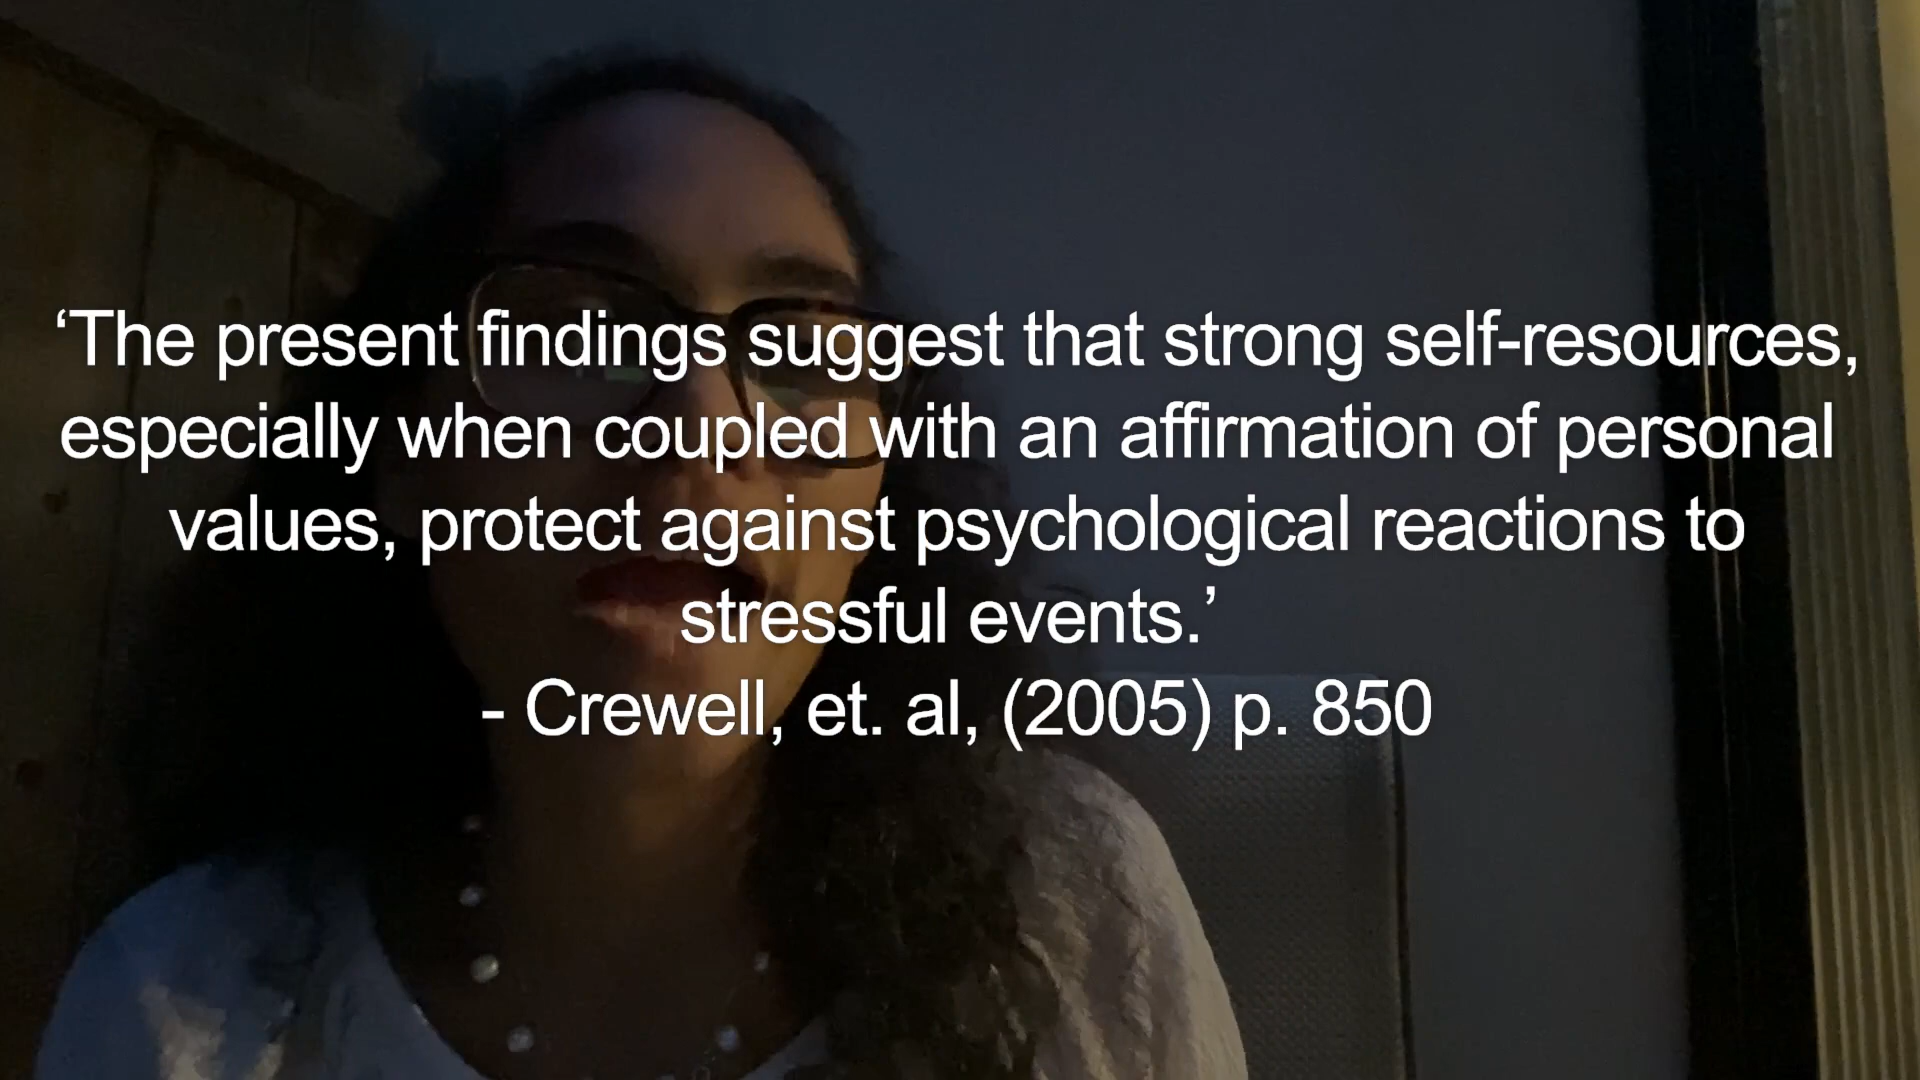 ‘The present findings suggest that strong self-resources,
especially when coupled with an affirmation of personal
values, protect against psychological reactions to
stressful events.’
- Crewell, et. al, (2005) p. 850